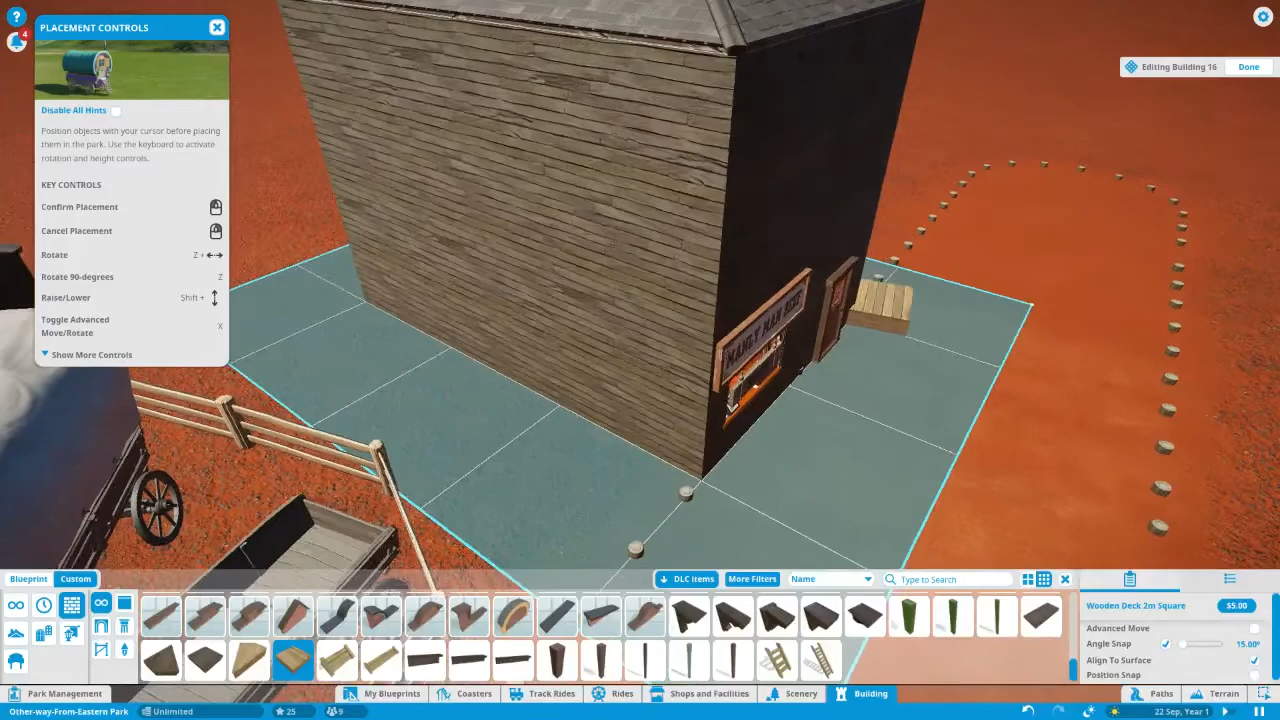 ?
4
PLACEMENT CONTROLS
Disable All Hints
Position objects with your cursor before placing
them in the park. Use the keyboard to activate
rotation and height controls.
KEY CONTROLS
Confirm Placement
Cancel Placement
Rotate Z +
Rotate 90-degrees Z
Raise/Lower Shift +
Toggle Advanced
Move/Rotate X
Show More Controls
Editing Building 16 Done
Blueprint Custom
DLC Items More Filters Name Type to Search
Wooden Deck 2m Square $5.00
Advanced Move
Angle Snap 15.00°
Align To Surface
Position Snap
Park Management My Blueprints Coasters Track Rides Rides Shops and Facilities Scenery Building Paths Terrain
Other-way-From-Eastern Park Unlimited 25 9 22 Sep, Year 1